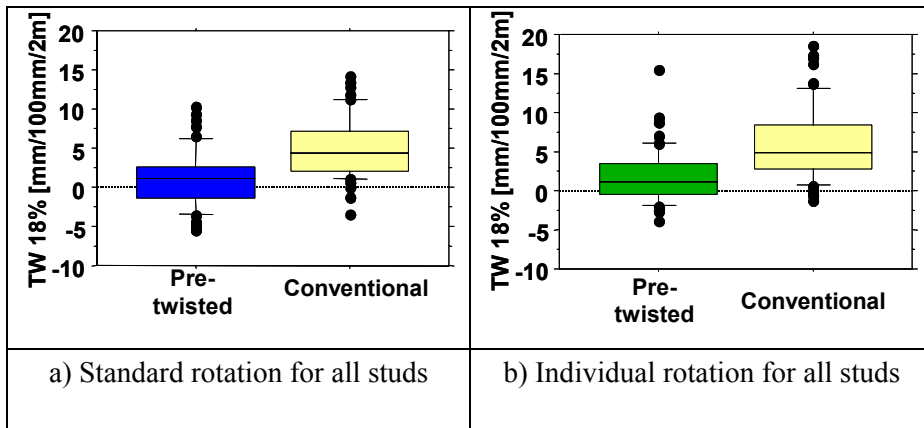 a)
20
15
10
5
0
-5
-10
TW 18% [mm/100mm/2m]
Pre-
twisted
Conventional
b)
20
15
10
5
0
-5
-10
TW 18% [mm/100mm/2m]
Pre-
twisted
Conventional
a) Standard rotation for all studs
b) Individual rotation for all studs